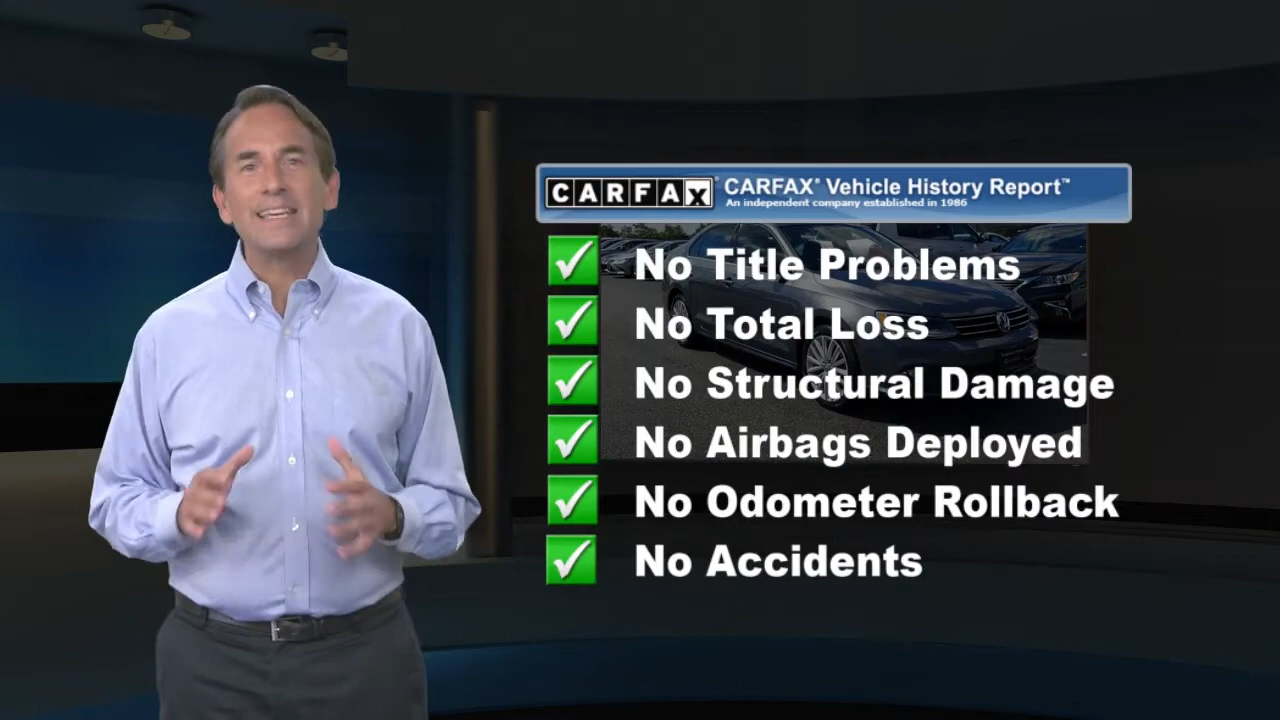 CARFAX® CARFAX® Vehicle History Report™
An independent company established in 1986
No Title Problems
No Total Loss
No Structural Damage
No Airbags Deployed
No Odometer Rollback
No Accidents